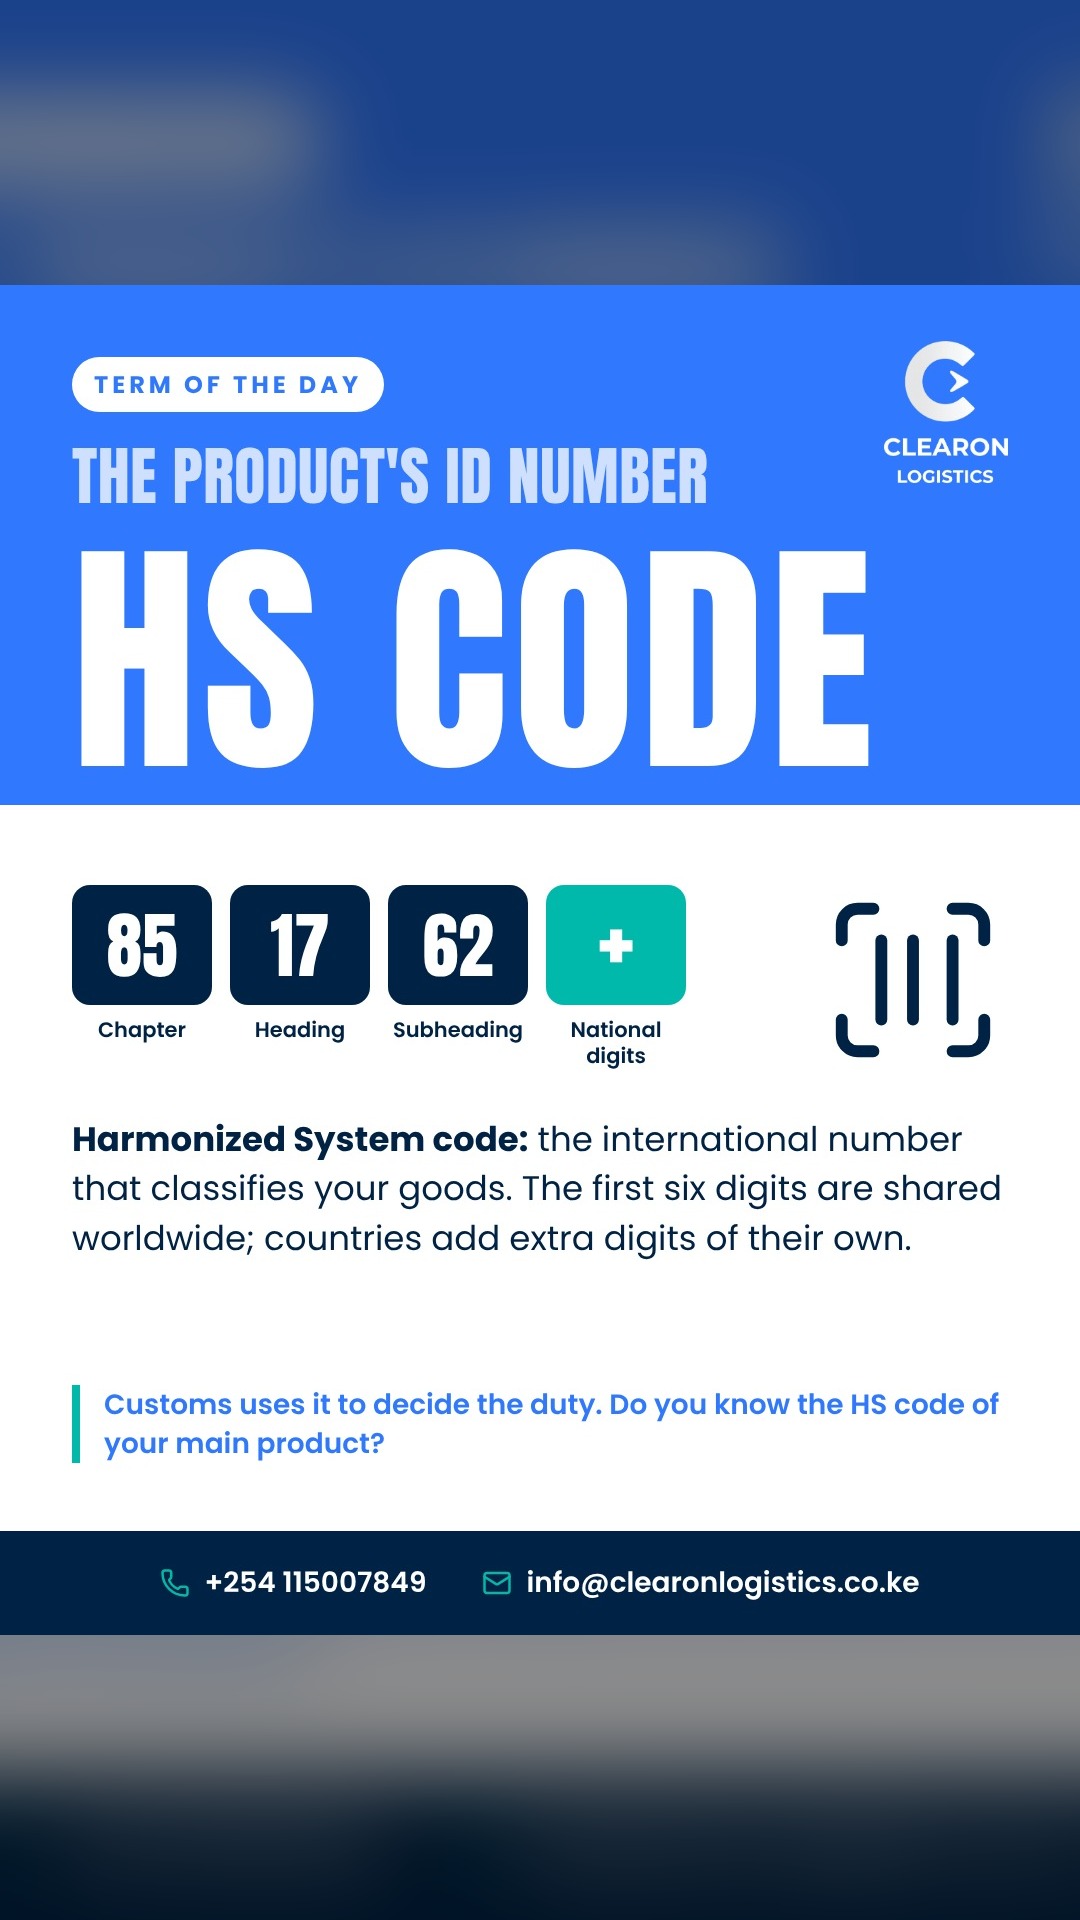 TERM OF THE DAY
CLEARON
LOGISTICS
THE PRODUCT'S ID NUMBER
HS CODE
85 17 62 +
Chapter Heading Subheading National
digits
Harmonized System code: the international number
that classifies your goods. The first six digits are shared
worldwide; countries add extra digits of their own.
Customs uses it to decide the duty. Do you know the HS code of
your main product?
+254 115007849 info@clearonlogistics.co.ke